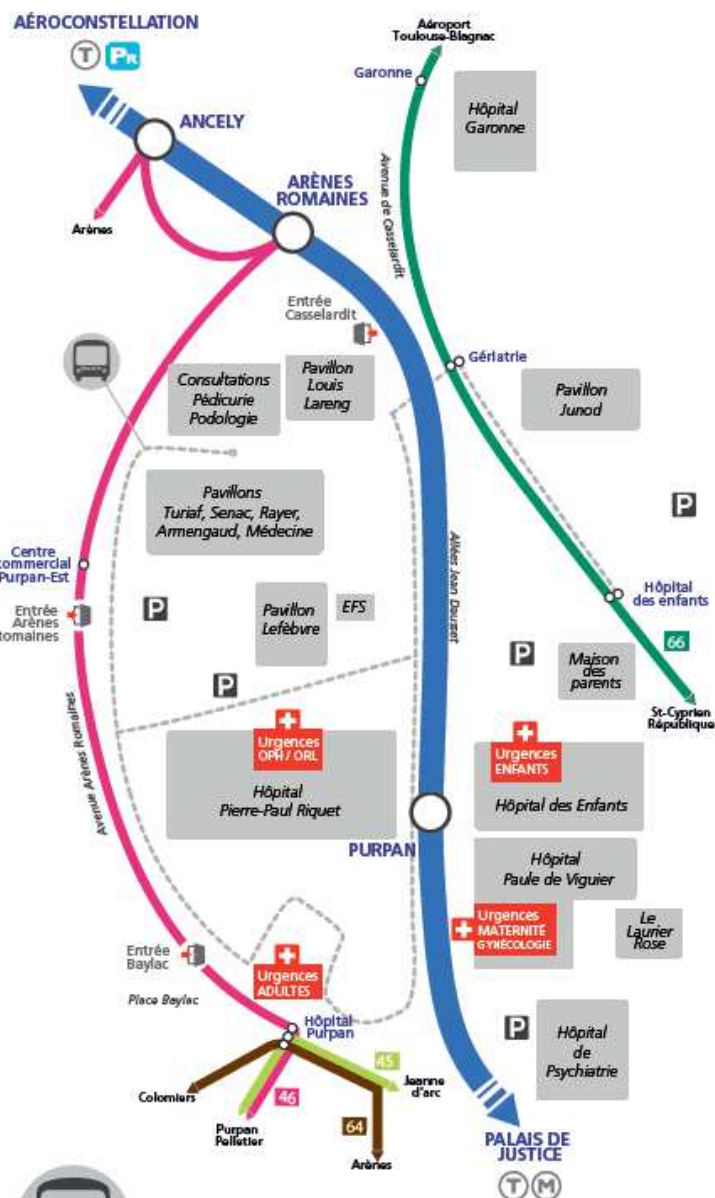 AÉROCONSTELLATION
T
PR
Aéroport
Toulouse-Blagnac
Garonne
Hôpital
Garonne
ANCELY
Avenue de Casselardit
ARÈNES
ROMAINES
Arènes
Entrée
Casselardit
Gériatrie
Consultations
Pédicurie
Podologie
Pavillon
Louis
Lareng
Pavillon
Junod
Pavillons
Turiaf, Senac, Rayer,
Armengaud, Médecine
P
Allées Jean Dausset
Centre
commercial
Purpan-Est
Hôpital
des enfants
Entrée
Arènes
omaines
P
Pavillon
Lefèbvre
EFS
66
P
Maison
des
parents
P
St-Cyprien
République
Avenue Arènes Romaines
Urgences
OPH / ORL
Urgences
ENFANTS
Hôpital
Pierre-Paul Riquet
Hôpital des Enfants
PURPAN
Hôpital
Paule de Viguier
Urgences
MATERNITÉ
GYNÉCOLOGIE
Le
Laurier
Rose
Entrée
Baylac
Urgences
ADULTES
Place Baylac
Hôpital
Purpan
P
Hôpital
de
Psychiatrie
45
Colomiers
46
Jeanne
d'arc
Purpan
Pelletier
64
Arènes
PALAIS DE
JUSTICE
T M